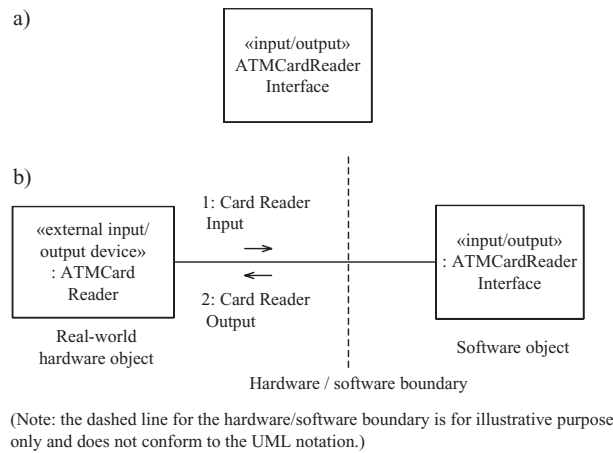 a)
«input/output»
ATMCardReader
Interface
b)
1: Card Reader
Input
«external input/
output device»
: ATMCard
Reader
«input/output»
: ATMCardReader
Interface
2: Card Reader
Output
Real-world
hardware object
Software object
Hardware / software boundary
(Note: the dashed line for the hardware/software boundary is for illustrative purpose
only and does not conform to the UML notation.)